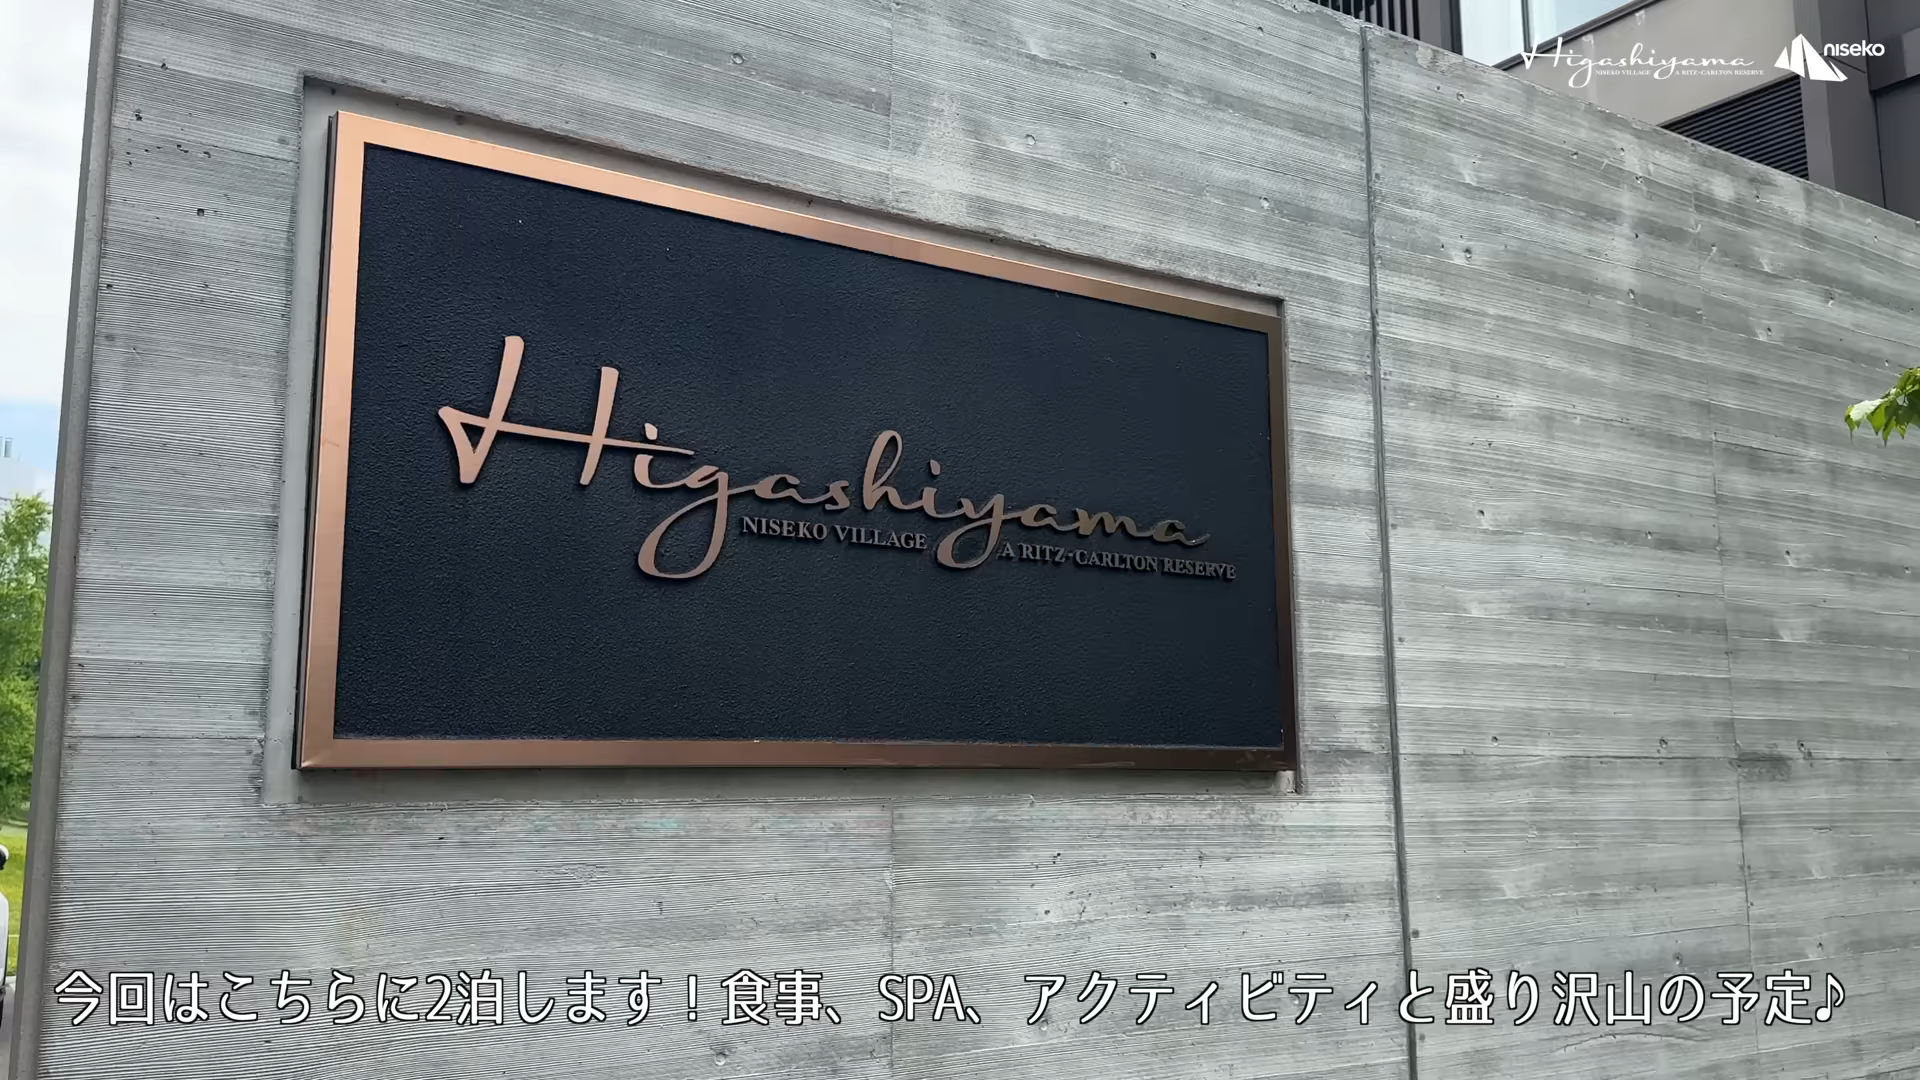 Higashiyama
NISEKO VILLAGE A RITZ-CARLTON RESERVE
niseko
Higashiyama
NISEKO VILLAGE A RITZ-CARLTON RESERVE
今回はこちらに2泊します！食事、SPA、アクティビティと盛り沢山の予定♪